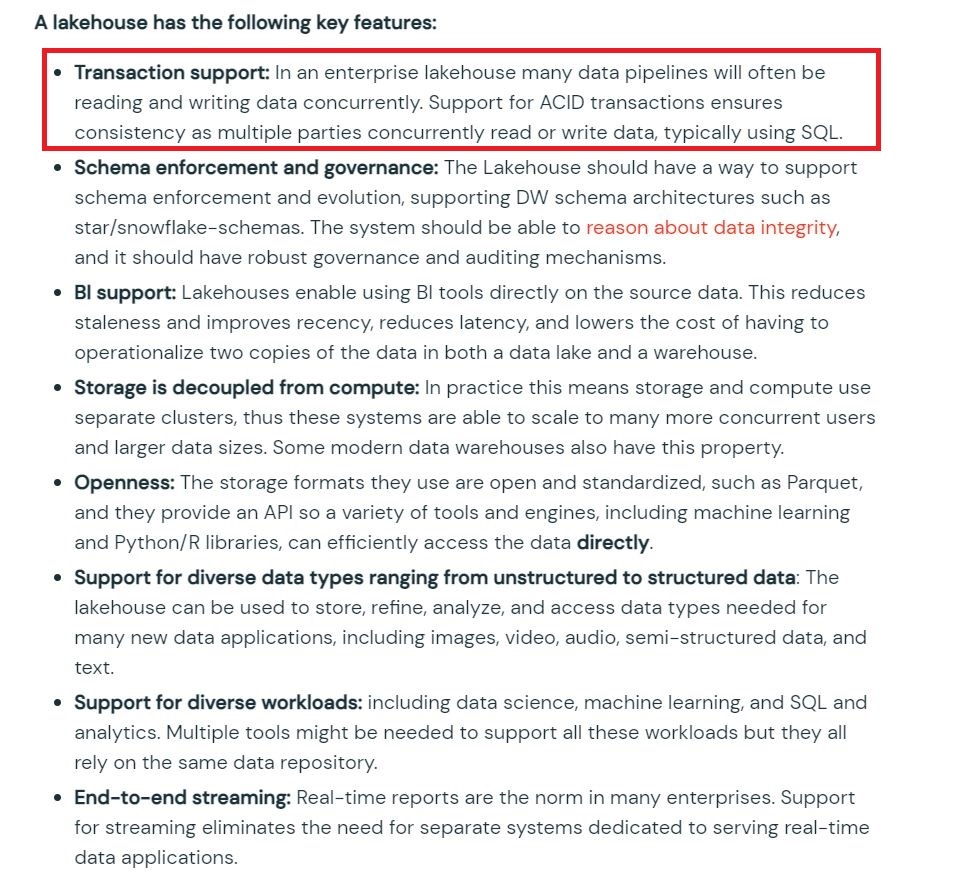 A lakehouse has the following key features:
• Transaction support: In an enterprise lakehouse many data pipelines will often be
reading and writing data concurrently. Support for ACID transactions ensures
consistency as multiple parties concurrently read or write data, typically using SQL.
• Schema enforcement and governance: The Lakehouse should have a way to support
schema enforcement and evolution, supporting DW schema architectures such as
star/snowflake-schemas. The system should be able to reason about data integrity,
and it should have robust governance and auditing mechanisms.
• BI support: Lakehouses enable using BI tools directly on the source data. This reduces
staleness and improves recency, reduces latency, and lowers the cost of having to
operationalize two copies of the data in both a data lake and a warehouse.
• Storage is decoupled from compute: In practice this means storage and compute use
separate clusters, thus these systems are able to scale to many more concurrent users
and larger data sizes. Some modern data warehouses also have this property.
• Openness: The storage formats they use are open and standardized, such as Parquet,
and they provide an API so a variety of tools and engines, including machine learning
and Python/R libraries, can efficiently access the data directly.
• Support for diverse data types ranging from unstructured to structured data: The
lakehouse can be used to store, refine, analyze, and access data types needed for
many new data applications, including images, video, audio, semi-structured data, and
text.
• Support for diverse workloads: including data science, machine learning, and SQL and
analytics. Multiple tools might be needed to support all these workloads but they all
rely on the same data repository.
• End-to-end streaming: Real-time reports are the norm in many enterprises. Support
for streaming eliminates the need for separate systems dedicated to serving real-time
data applications.